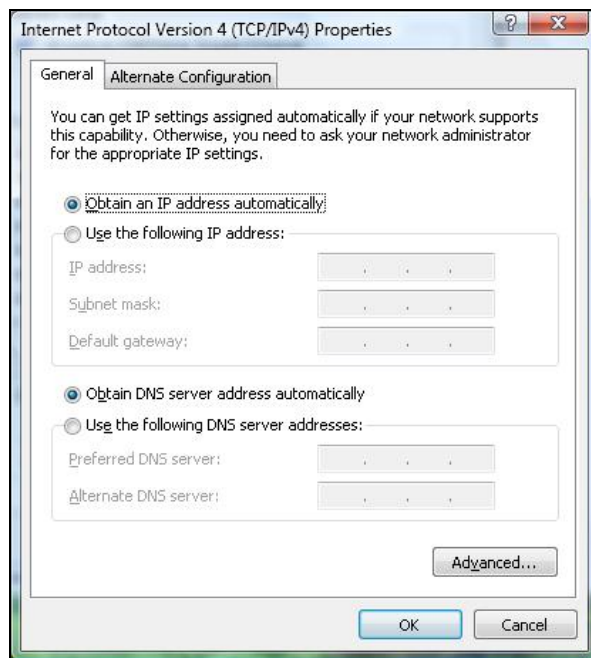 Internet Protocol Version 4 (TCP/IPv4) Properties
General
Alternate Configuration
You can get IP settings assigned automatically if your network supports
this capability. Otherwise, you need to ask your network administrator
for the appropriate IP settings.
Obtain an IP address automatically
Use the following IP address:
IP address:
Subnet mask:
Default gateway:
Obtain DNS server address automatically
Use the following DNS server addresses:
Preferred DNS server:
Alternate DNS server:
Advanced...
OK
Cancel